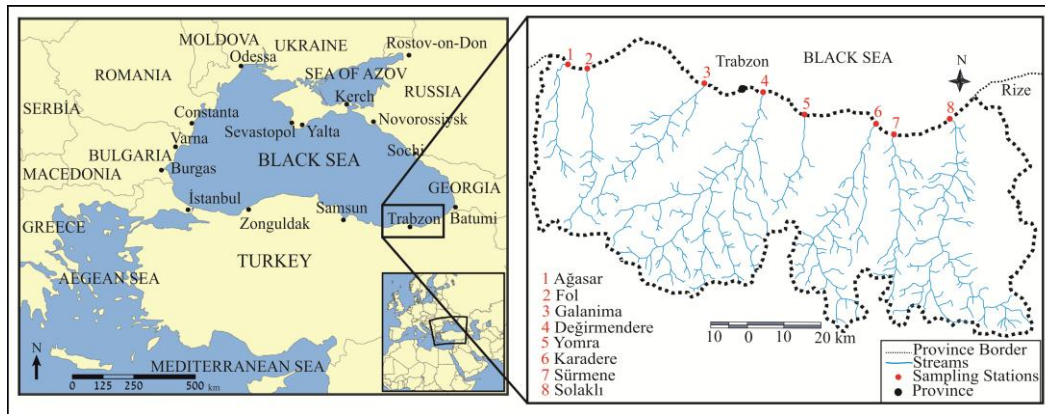 MOLDOVA
UKRAINE
Odessa
Rostov-on-Don
ROMANIA
SEA OF AZOV
Kerch
RUSSIA
SERBİA
Constanta
Sevastopol
Yalta
Novorossiysk
Varna
BULGARIA
BLACK SEA
Sochi
MACEDONIA
Burgas
GEORGIA
İstanbul
Samsun
Trabzon
Batumi
GREECE
Zonguldak
TURKEY
AEGEAN SEA
N
MEDITERRANEAN SEA
0 125 250 500 km
1 2
Trabzon
BLACK SEA
N
Rize
3
4
5
6
7
8
1 Ağasar
2 Fol
3 Galanima
4 Değirmendere
5 Yomra
6 Karadere
7 Sürmene
8 Solaklı
10 0 10 20 km
Province Border
Streams
Sampling Stations
Province